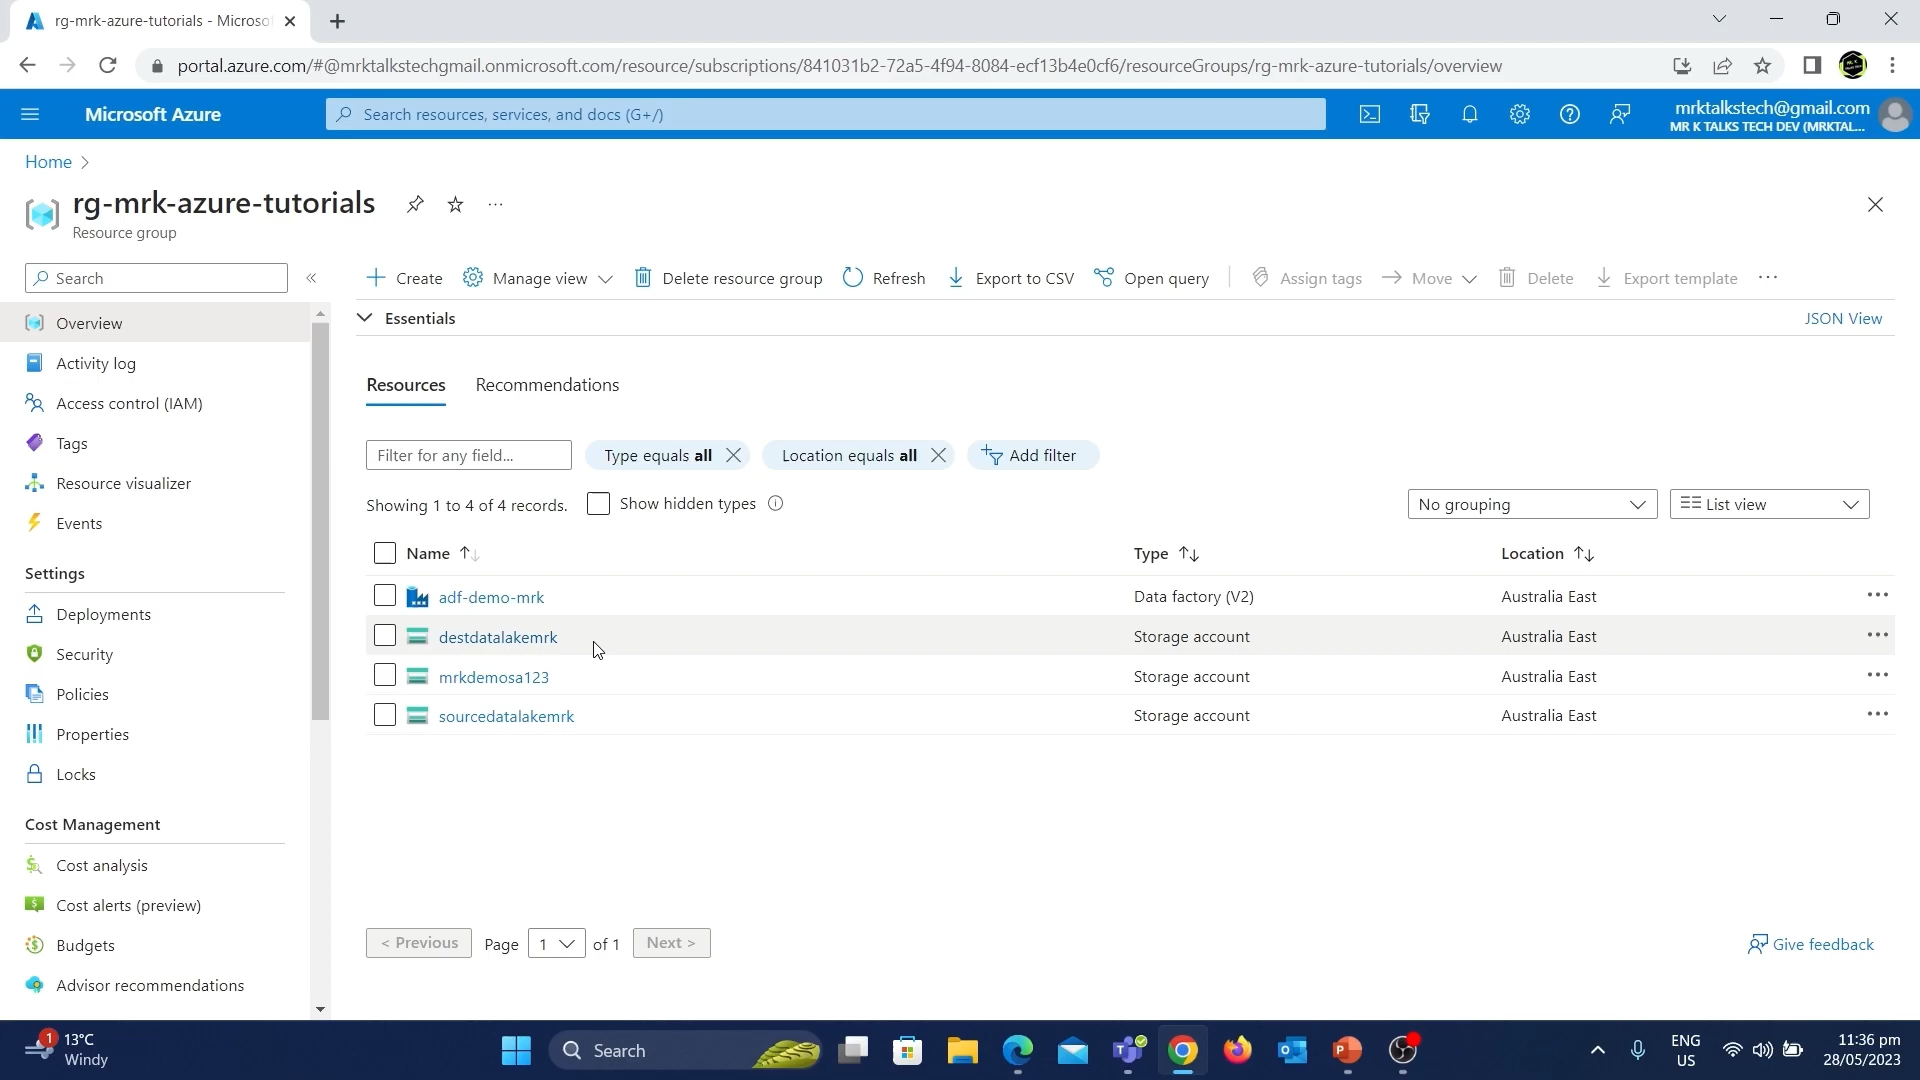 rg-mrk-azure-tutorials - Microso
portal.azure.com/#@mrktalkstechgmail.onmicrosoft.com/resource/subscriptions/841031b2-72a5-4f94-8084-ecf13b4e0cf6/resourceGroups/rg-mrk-azure-tutorials/overview
Microsoft Azure
Search resources, services, and docs (G+/)
mrktalkstech@gmail.com
MR K TALKS TECH DEV (MRKTAL...
Home
rg-mrk-azure-tutorials
Resource group
Search
Create
Manage view
Delete resource group
Refresh
Export to CSV
Open query
Assign tags
Move
Delete
Export template
Essentials
JSON View
Overview
Activity log
Access control (IAM)
Tags
Resource visualizer
Events
Settings
Deployments
Security
Policies
Properties
Locks
Cost Management
Cost analysis
Cost alerts (preview)
Budgets
Advisor recommendations
Resources
Recommendations
Filter for any field...
Type equals all
Location equals all
Add filter
Showing 1 to 4 of 4 records.
Show hidden types
No grouping
List view
Name
Type
Location
adf-demo-mrk Data factory (V2) Australia East
destdatalakemrk Storage account Australia East
mrkdemosa123 Storage account Australia East
sourcedatalakemrk Storage account Australia East
< Previous
Page 1 of 1
Next >
Give feedback
1
13°C
Windy
Search
ENG
US
11:36 pm
28/05/2023